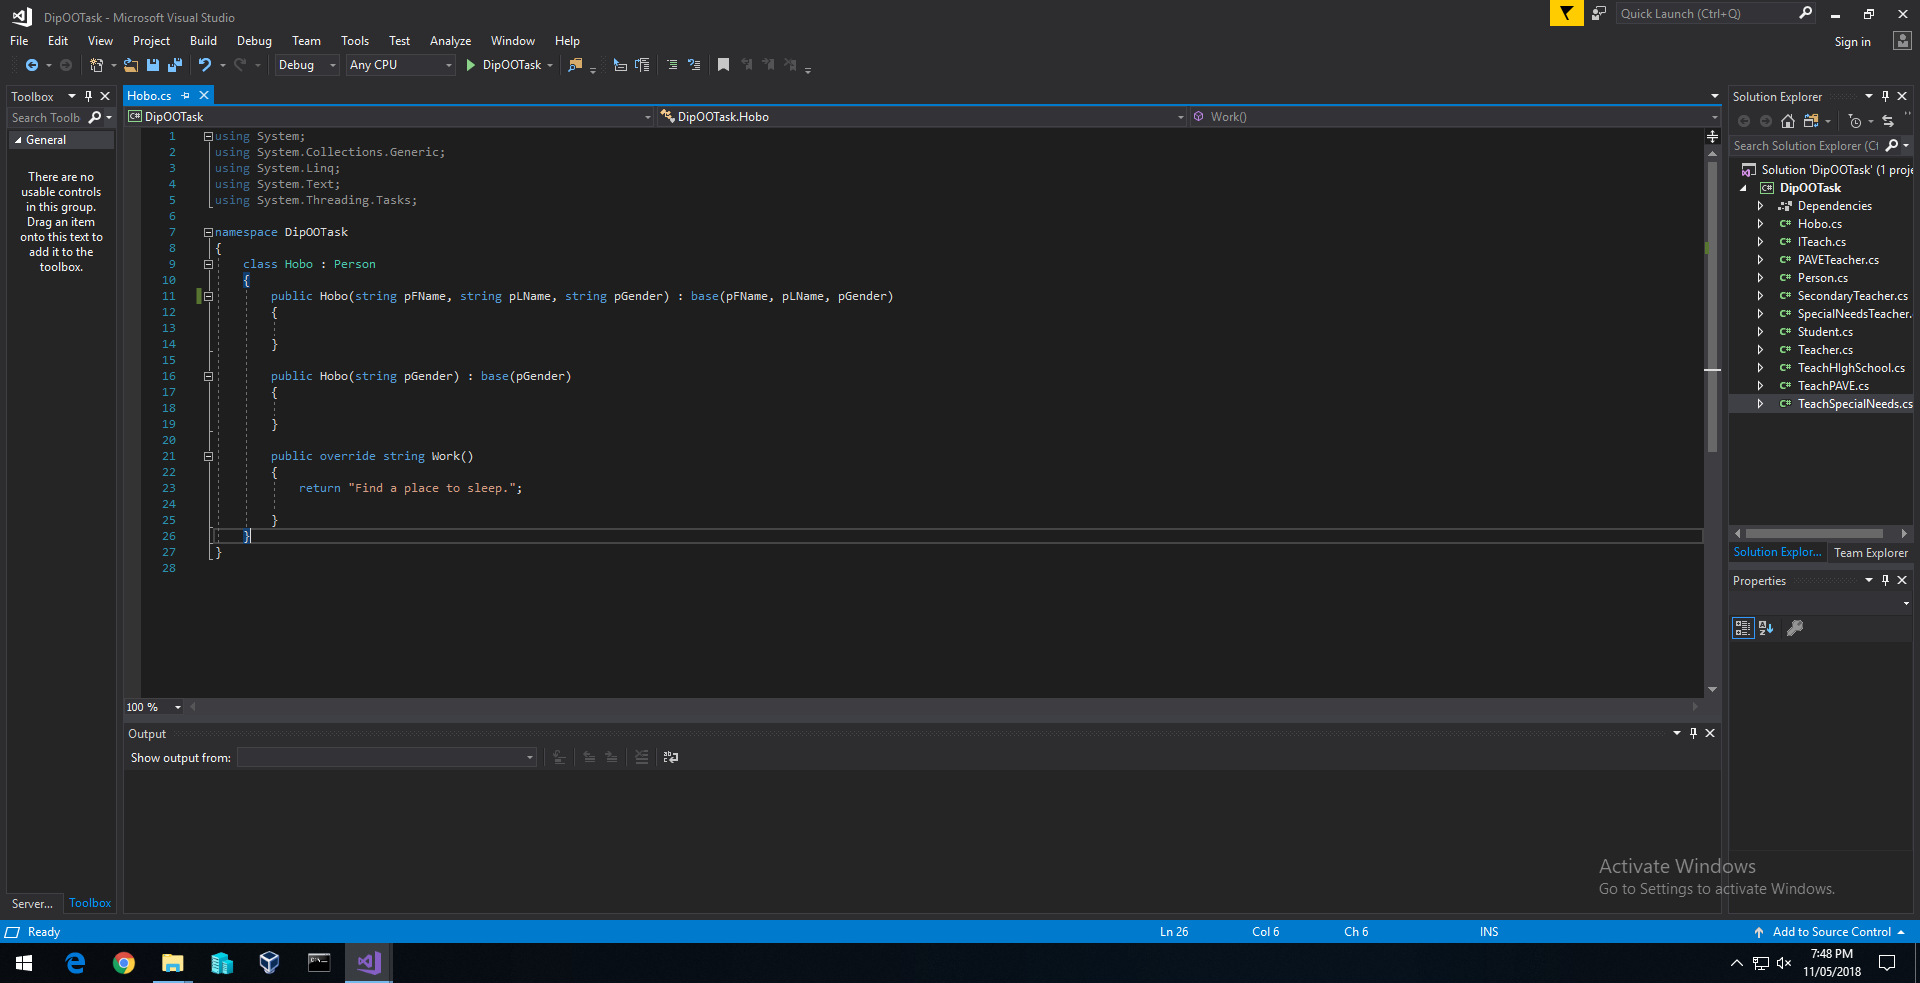 DipOOTask - Microsoft Visual Studio
Quick Launch (Ctrl+Q)
File Edit View Project Build Debug Team Tools Test Analyze Window Help
Sign in
Debug Any CPU DipOOTask
Toolbox
Search Toolb
General
There are no
usable controls
in this group.
Drag an item
onto this text to
add it to the
toolbox.
Server... Toolbox
Hobo.cs
DipOOTask DipOOTask.Hobo Work()
1 using System;
2 using System.Collections.Generic;
3 using System.Linq;
4 using System.Text;
5 using System.Threading.Tasks;
6
7 namespace DipOOTask
8 {
9 class Hobo : Person
10 {
11 public Hobo(string pFName, string pLName, string pGender) : base(pFName, pLName, pGender)
12 {
13
14 }
15
16 public Hobo(string pGender) : base(pGender)
17 {
18
19 }
20
21 public override string Work()
22 {
23 return "Find a place to sleep.";
24
25 }
26 }
27 }
28
100 %
Output
Show output from:
Solution Explorer
Search Solution Explorer (Ct
Solution 'DipOOTask' (1 proje
C# DipOOTask
Dependencies
C# Hobo.cs
C# ITeach.cs
C# PAVETeacher.cs
C# Person.cs
C# SecondaryTeacher.cs
C# SpecialNeedsTeacher.
C# Student.cs
C# Teacher.cs
C# TeachHIghSchool.cs
C# TeachPAVE.cs
C# TeachSpecialNeeds.cs
Solution Explor... Team Explorer
Properties
Activate Windows
Go to Settings to activate Windows.
Ready Ln 26 Col 6 Ch 6 INS Add to Source Control
7:48 PM
11/05/2018